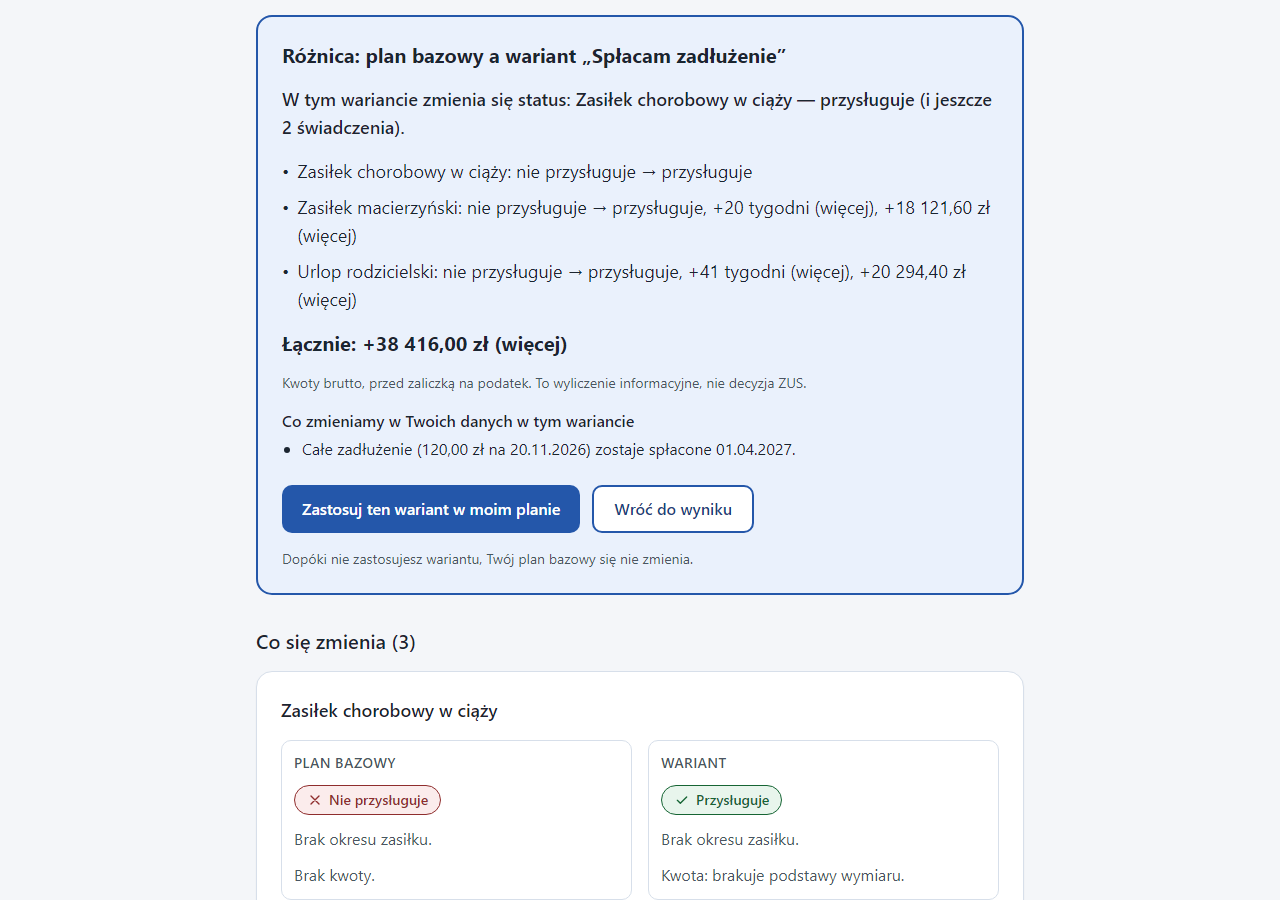 Różnica: plan bazowy a wariant „Spłacam zadłużenie”
W tym wariancie zmienia się status: Zasiłek chorobowy w ciąży — przysługuje (i jeszcze
2 świadczenia).
• Zasiłek chorobowy w ciąży: nie przysługuje → przysługuje
• Zasiłek macierzyński: nie przysługuje → przysługuje, +20 tygodni (więcej), +18 121,60 zł
(więcej)
• Urlop rodzicielski: nie przysługuje → przysługuje, +41 tygodni (więcej), +20 294,40 zł
(więcej)
Łącznie: +38 416,00 zł (więcej)
Kwoty brutto, przed zaliczką na podatek. To wyliczenie informacyjne, nie decyzja ZUS.
Co zmieniamy w Twoich danych w tym wariancie
• Całe zadłużenie (120,00 zł na 20.11.2026) zostaje spłacone 01.04.2027.
Zastosuj ten wariant w moim planie
Wróć do wyniku
Dopóki nie zastosujesz wariantu, Twój plan bazowy się nie zmienia.
Co się zmienia (3)
Zasiłek chorobowy w ciąży
PLAN BAZOWY
Nie przysługuje
Brak okresu zasiłku.
Brak kwoty.
WARIANT
Przysługuje
Brak okresu zasiłku.
Kwota: brakuje podstawy wymiaru.